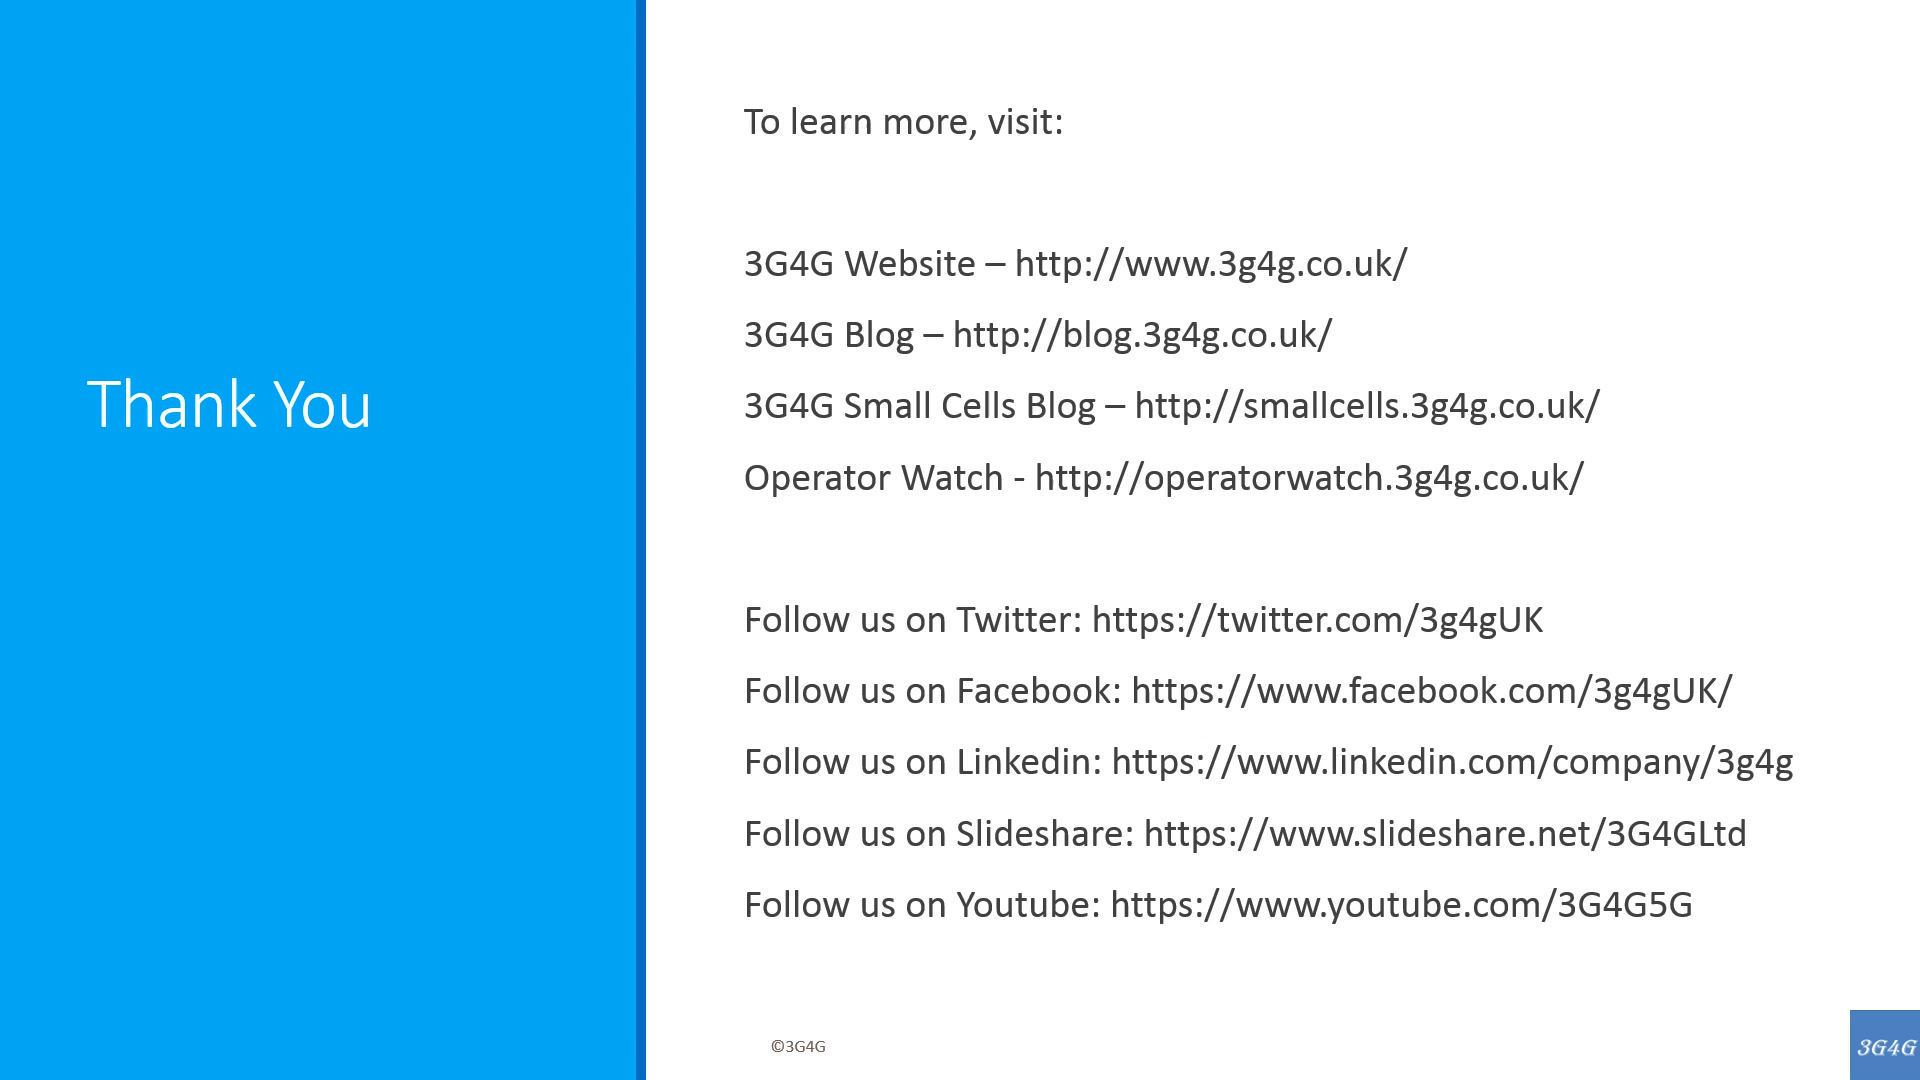 Thank You
To learn more, visit:
3G4G Website – http://www.3g4g.co.uk/
3G4G Blog – http://blog.3g4g.co.uk/
3G4G Small Cells Blog – http://smallcells.3g4g.co.uk/
Operator Watch - http://operatorwatch.3g4g.co.uk/
Follow us on Twitter: https://twitter.com/3g4gUK
Follow us on Facebook: https://www.facebook.com/3g4gUK/
Follow us on Linkedin: https://www.linkedin.com/company/3g4g
Follow us on Slideshare: https://www.slideshare.net/3G4GLtd
Follow us on Youtube: https://www.youtube.com/3G4G5G
©3G4G
3G4G